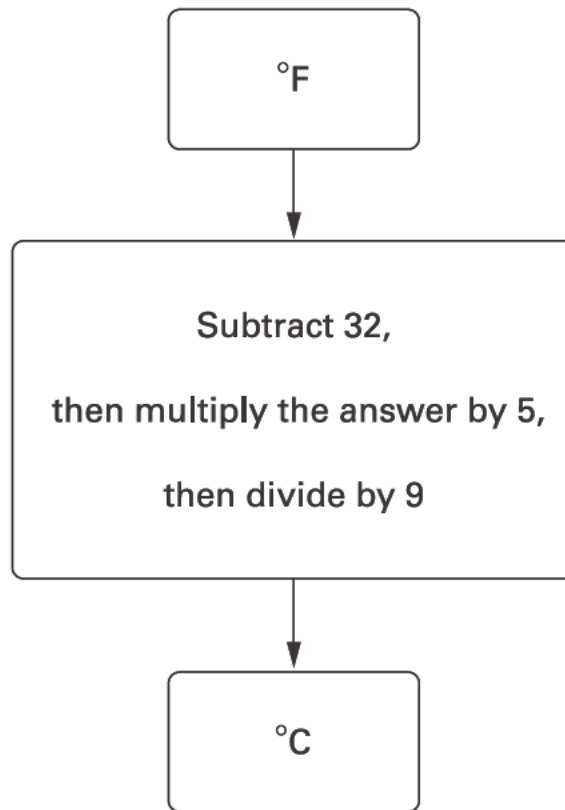 °F
Subtract 32,
then multiply the answer by 5,
then divide by 9
°C